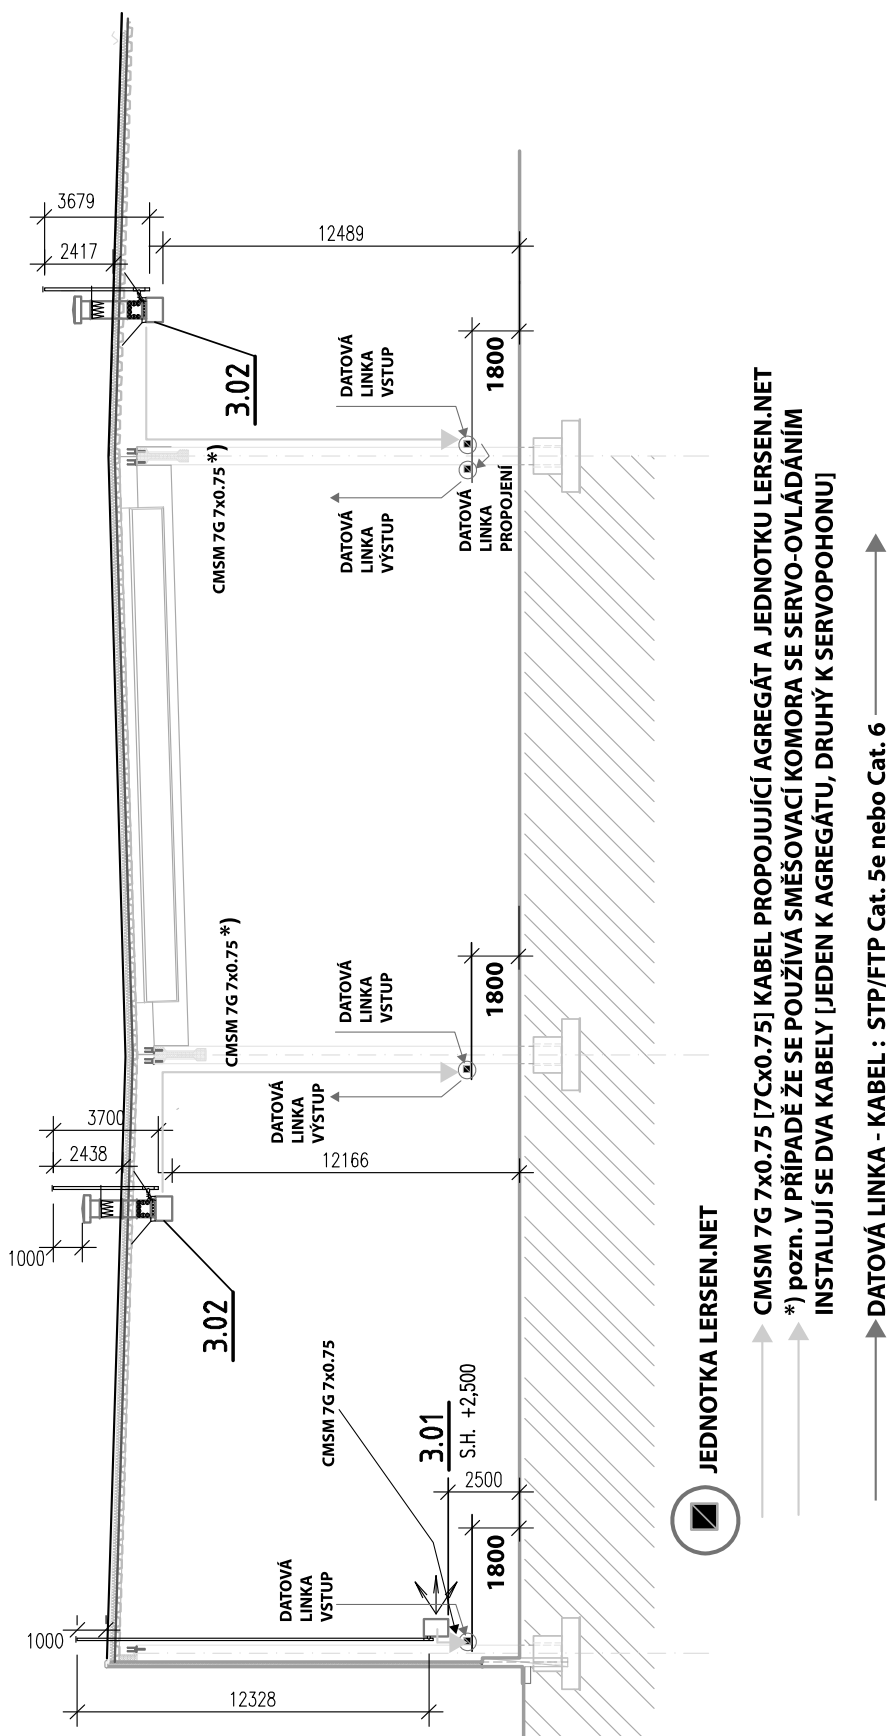 3679
2417
12489
3.02
DATOVÁ
LINKA
VSTUP
1800
CMSM 7G 7x0.75 *)
DATOVÁ
LINKA
VÝSTUP
DATOVÁ
LINKA
PROPOJENÍ
CMSM 7G 7x0.75 *)
DATOVÁ
LINKA
VSTUP
1800
DATOVÁ
LINKA
VÝSTUP
3700
2438
12166
1000
3.02
CMSM 7G 7x0.75
3.01
S.H. +2,500
2500
1800
DATOVÁ
LINKA
VSTUP
1000
12328
JEDNOTKA LERSEN.NET
CMSM 7G 7x0.75 [7Cx0.75] KABEL PROPOJUJÍCÍ AGREGÁT A JEDNOTKU LERSEN.NET
*) pozn. V PŘÍPADĚ ŽE SE POUŽÍVÁ SMĚŠOVACÍ KOMORA SE SERVO-OVLÁDÁNÍM
INSTALUJÍ SE DVA KABELY [JEDEN K AGREGÁTU, DRUHÝ K SERVOPOHONU]
DATOVÁ LINKA - KABEL : STP/FTP Cat. 5e nebo Cat. 6